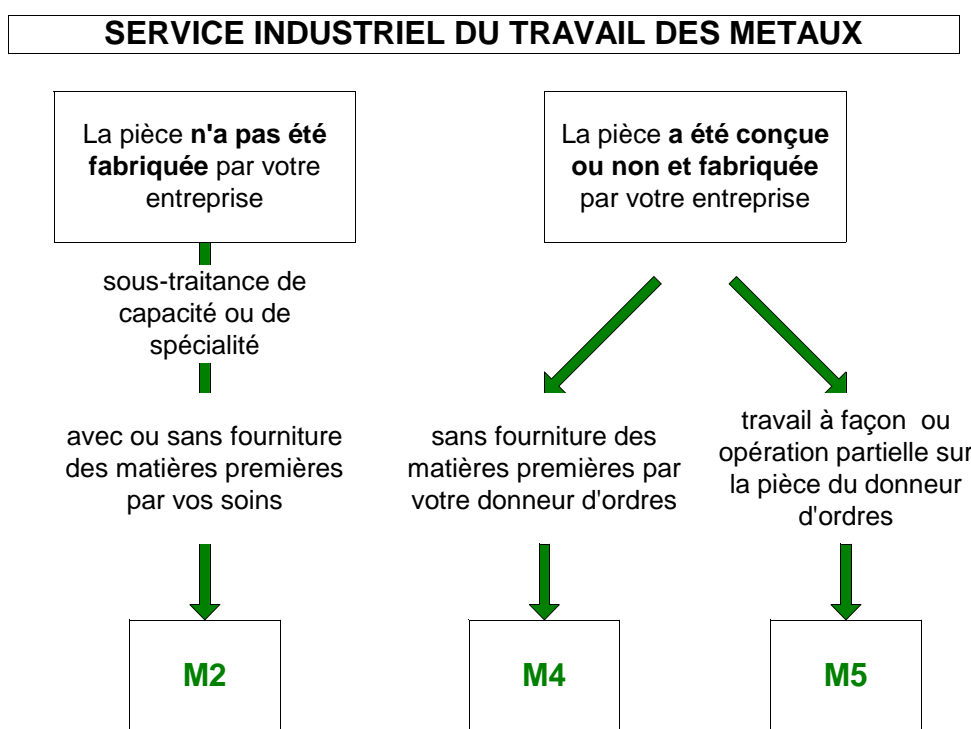 SERVICE INDUSTRIEL DU TRAVAIL DES METAUX
La pièce n'a pas été
fabriquée par votre
entreprise
La pièce a été conçue
ou non et fabriquée
par votre entreprise
sous-traitance de
capacité ou de
spécialité
avec ou sans fourniture
des matières premières
par vos soins
sans fourniture des
matières premières par
votre donneur d'ordres
travail à façon ou
opération partielle sur
la pièce du donneur
d'ordres
M2
M4
M5